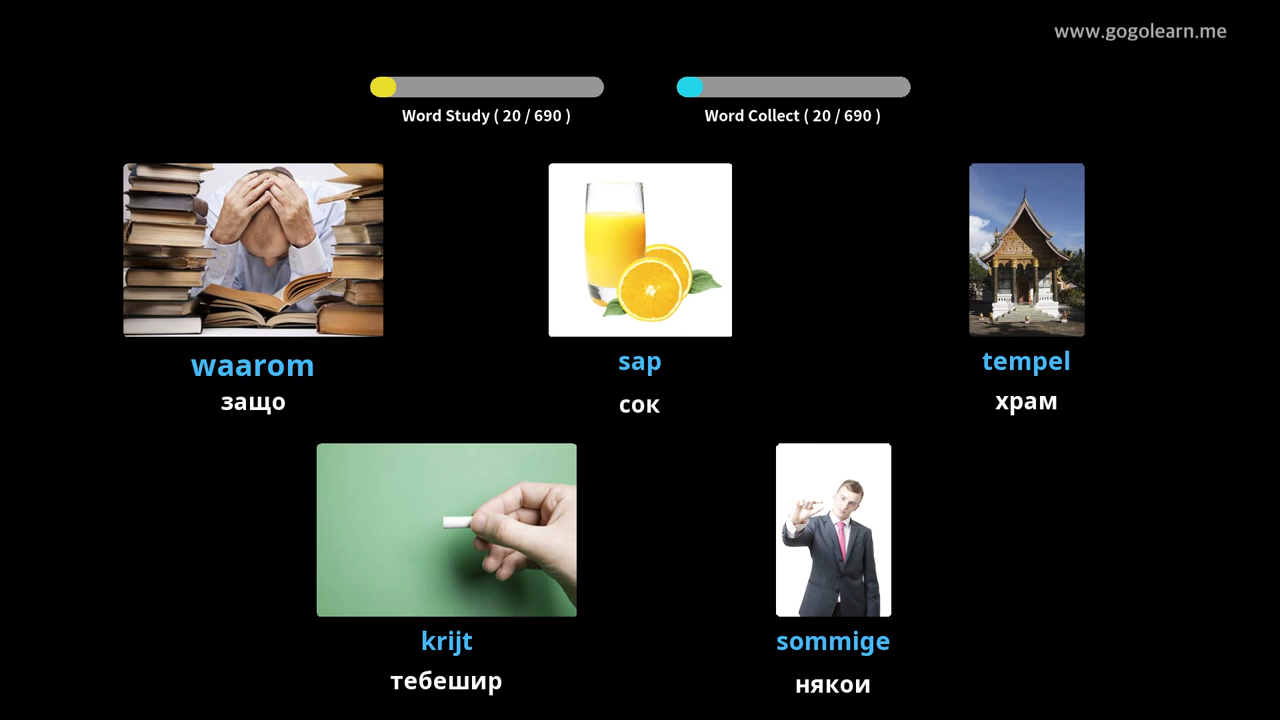 www.gogolearn.me
Word Study ( 20 / 690 )
Word Collect ( 20 / 690 )
waarom
защо
sap
сок
tempel
храм
krijt
тебешир
sommige
някои